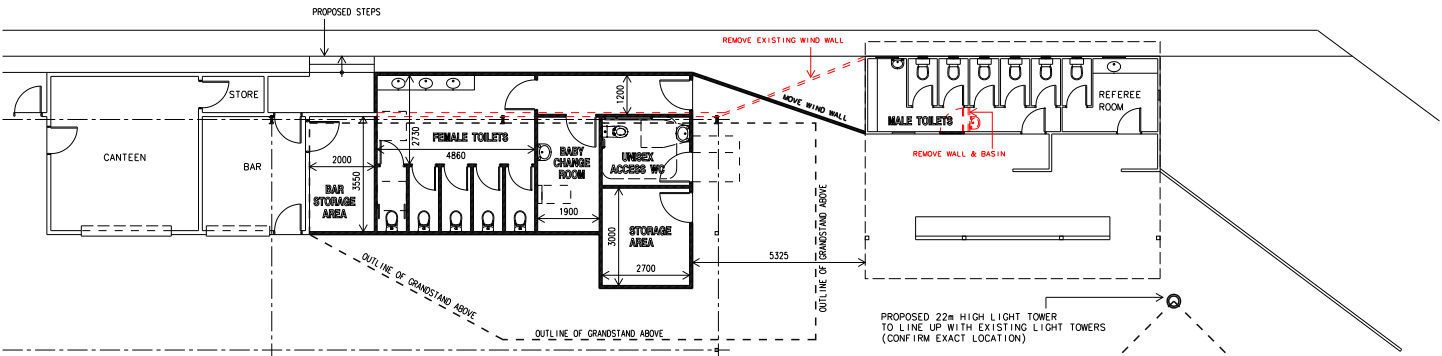 PROPOSED STEPS
REMOVE EXISTING WIND WALL
STORE
1200
MOVE WIND WALL
REFEREE
ROOM
MALE TOILETS
2730
FEMALE TOILETS
4860
CANTEEN
BAR
2000
3550
BAR
STORAGE
AREA
BABY
CHANGE
ROOM
UNISEX
ACCESS WC
REMOVE WALL & BASIN
1900
3000
STORAGE
AREA
2700
5325
OUTLINE OF GRANDSTAND ABOVE
OUTLINE OF GRANDSTAND ABOVE
OUTLINE OF GRANDSTAND ABOVE
PROPOSED 22m HIGH LIGHT TOWER
TO LINE UP WITH EXISTING LIGHT TOWERS
(CONFIRM EXACT LOCATION)